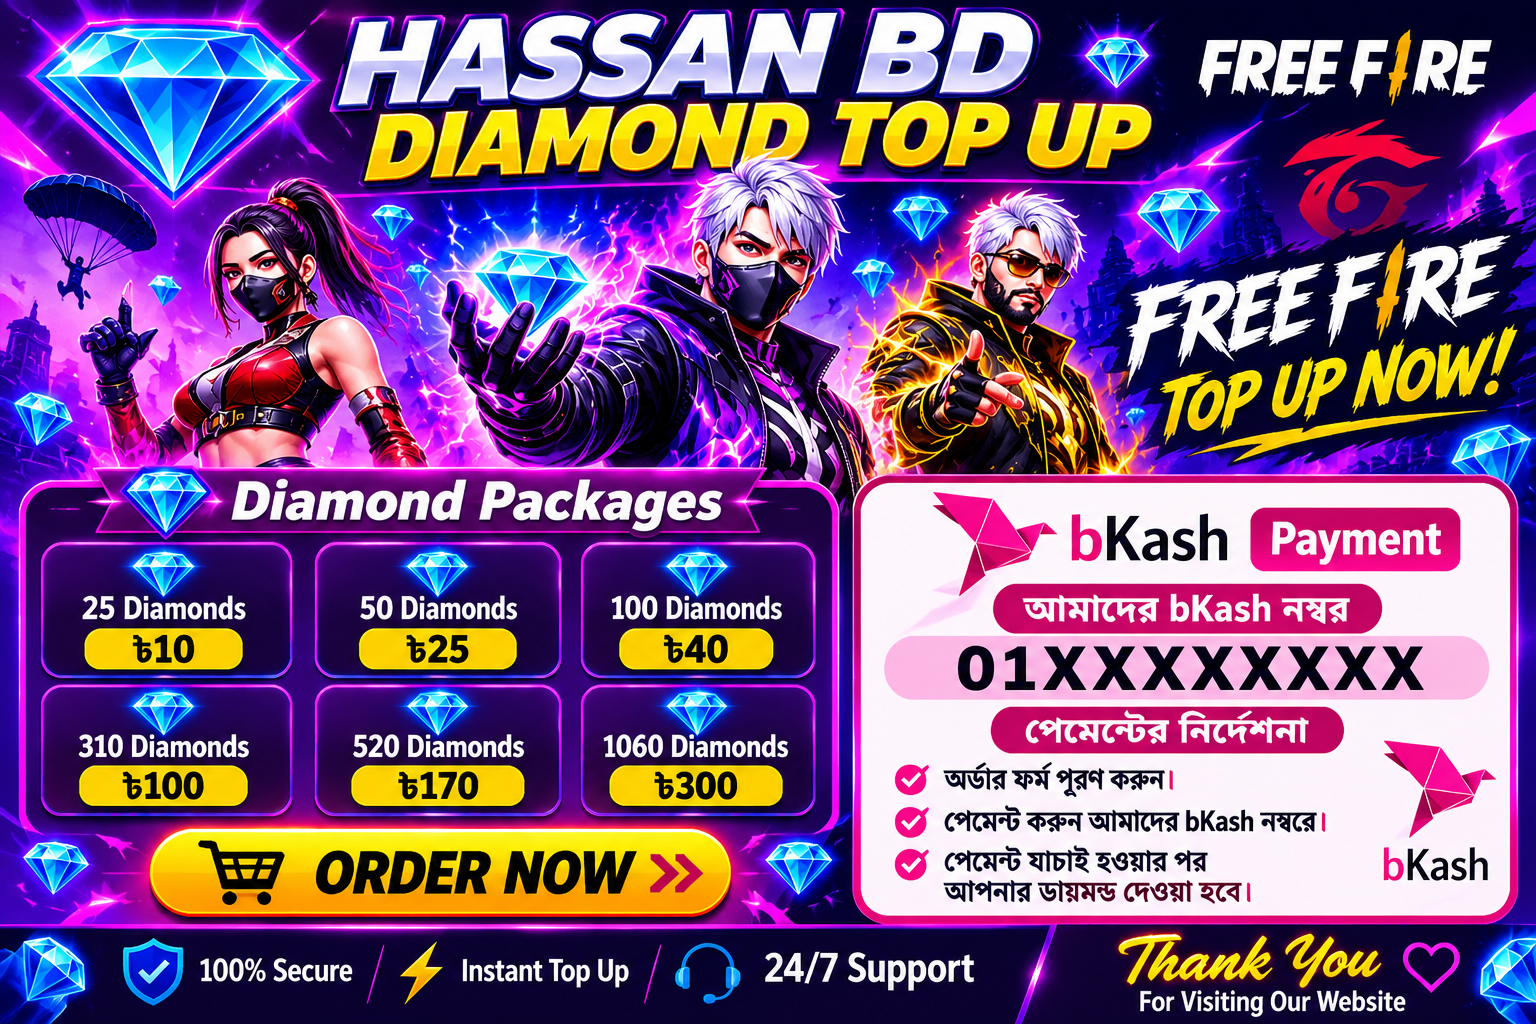 HASSAN BD
DIAMOND TOP UP
FREE FIRE
FREE FIRE
TOP UP NOW!
Diamond Packages
25 Diamonds
৳10
50 Diamonds
৳25
100 Diamonds
৳40
310 Diamonds
৳100
520 Diamonds
৳170
1060 Diamonds
৳300
ORDER NOW >>
bKash Payment
আমাদের bKash নম্বর
01XXXXXXXXX
পেমেন্টের নির্দেশনা
অর্ডার ফর্ম পূরণ করুন।
পেমেন্ট করুন আমাদের bKash নম্বরে।
পেমেন্ট যাচাই হওয়ার পর
আপনার ডায়মন্ড দেওয়া হবে।
bKash
100% Secure
Instant Top Up
24/7 Support
Thank You
For Visiting Our Website